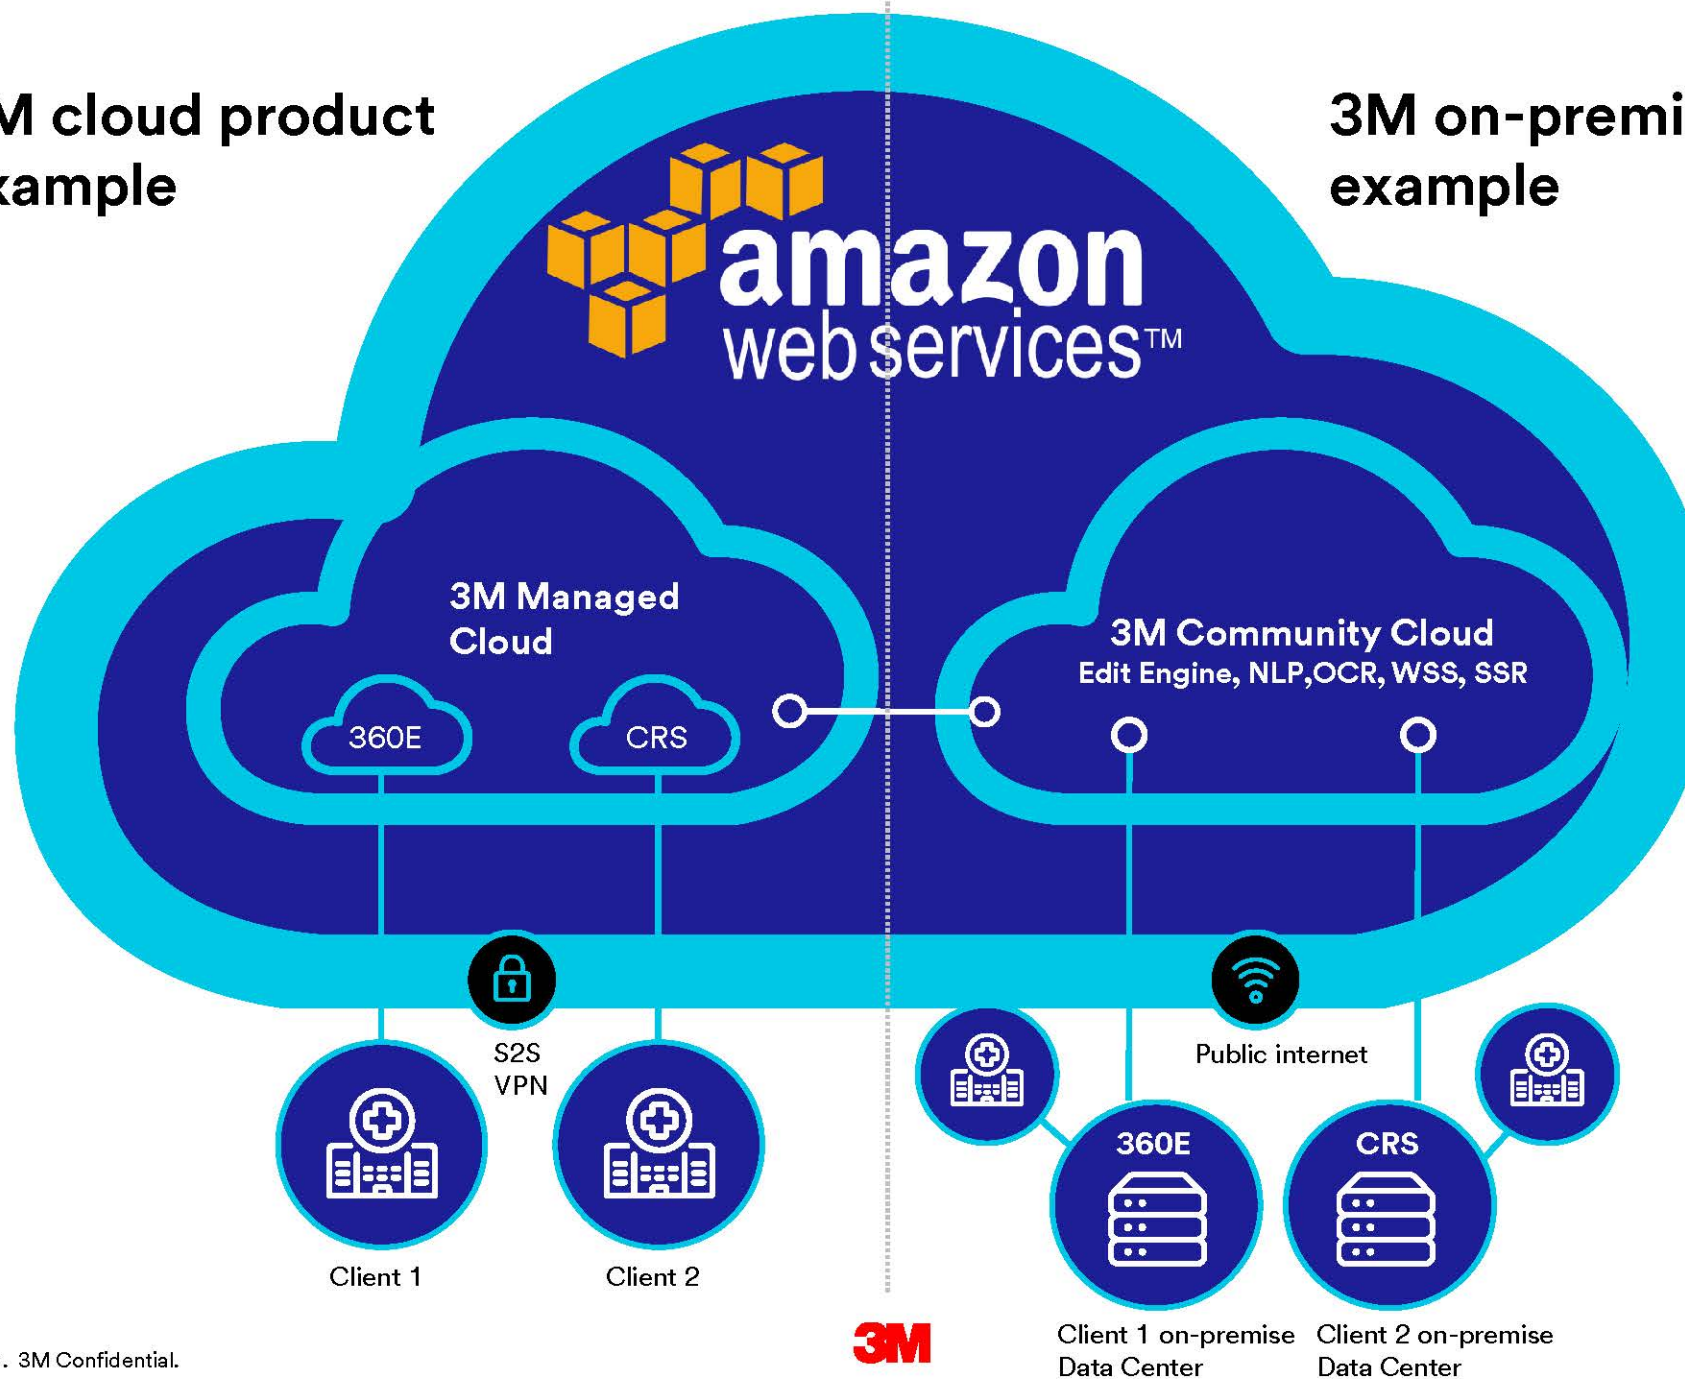 M cloud product
xample
3M on-premi
example
amazon
web services™
3M Managed
Cloud
360E
CRS
3M Community Cloud
Edit Engine, NLP,OCR, WSS, SSR
S2S
VPN
Public internet
360E
CRS
Client 1
Client 2
Client 1 on-premise
Data Center
Client 2 on-premise
Data Center
3M
. 3M Confidential.